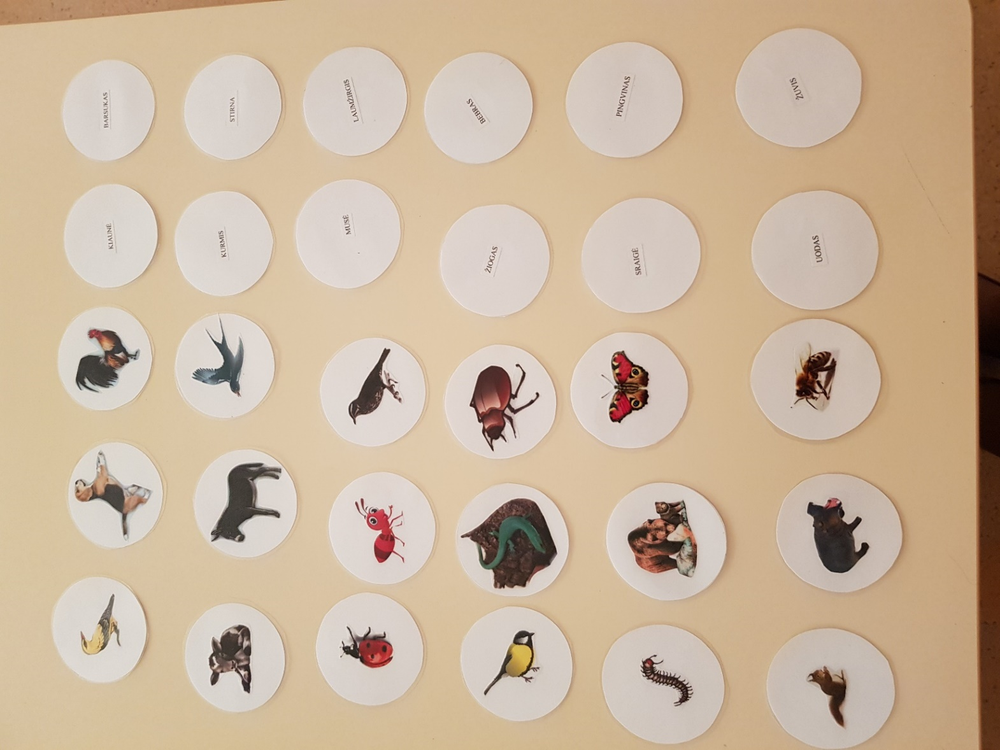 BARSUKAS
STIRNA
LAUMŽIRGIS
BEBRAS
PINGVINAS
ŽUVIS
KIAUNĖ
KURMIS
MUSĖ
ŽIOGAS
SRAIGĖ
UODAS